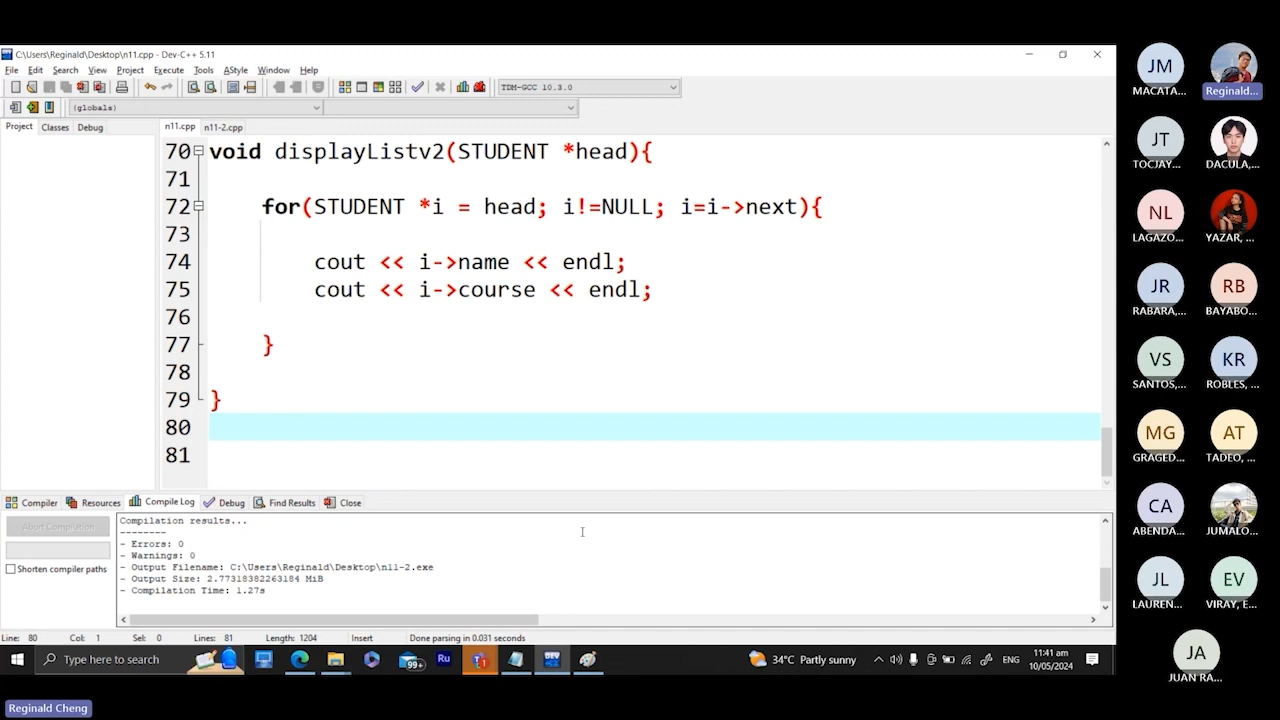 C:\Users\Reginald\Desktop\n11.cpp - Dev-C++ 5.11
File Edit Search View Project Execute Tools AStyle Window Help
TDM-GCC 10.3.0
(globals)
Project Classes Debug
n11.cpp n11-2.cpp
70 void displayListv2(STUDENT *head){
71
72 for(STUDENT *i = head; i!=NULL; i=i->next){
73
74 cout << i->name << endl;
75 cout << i->course << endl;
76
77 }
78
79 }
80
81
Compiler Resources Compile Log Debug Find Results Close
Abort Compilation
Shorten compiler paths
Compilation results...
--------
- Errors: 0
- Warnings: 0
- Output Filename: C:\Users\Reginald\Desktop\n11-2.exe
- Output Size: 2.77318382263184 MiB
- Compilation Time: 1.27s
Line: 80 Col: 1 Sel: 0 Lines: 81 Length: 1204 Insert Done parsing in 0.031 seconds
Type here to search
99+
Ru
DEV
34°C Partly sunny
ENG
11:41 am
10/05/2024
Reginald Cheng
JM
MACATA...
Reginald...
JT
TOCJAY...
DACULA,...
NL
LAGAZO...
YAZAR, ...
JR
RABARA,...
RB
BAYABO...
VS
SANTOS,...
KR
ROBLES, ...
MG
GRAGED...
AT
TADEO, ...
CA
ABENDA...
JUMALO...
JL
LAUREN...
EV
VIRAY, E...
JA
JUAN RA...